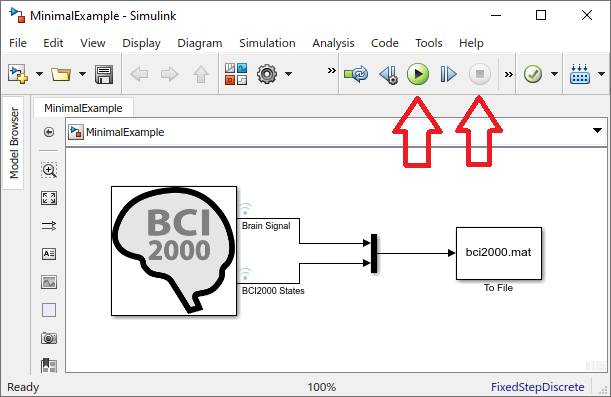 MinimalExample - Simulink
File Edit View Display Diagram Simulation Analysis Code Tools Help
»
»
MinimalExample
Model Browser
MinimalExample
A≡
BCI
2000
Brain Signal
BCI2000 States
bci2000.mat
To File
Ready 100% FixedStepDiscrete